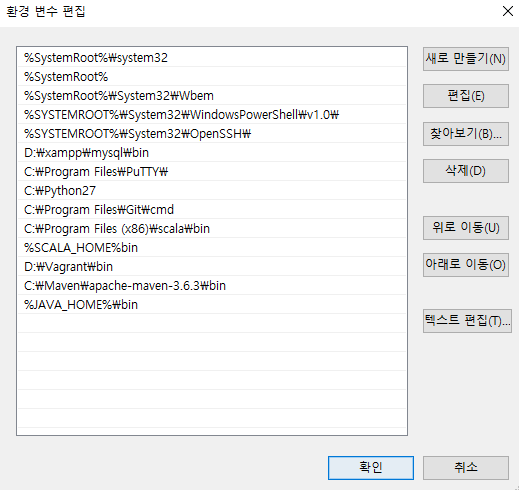 환경 변수 편집
%SystemRoot%₩system32
%SystemRoot%
%SystemRoot%₩System32₩Wbem
%SYSTEMROOT%₩System32₩WindowsPowerShell₩v1.0₩
%SYSTEMROOT%₩System32₩OpenSSH₩
D:₩xampp₩mysql₩bin
C:₩Program Files₩PuTTY₩
C:₩Python27
C:₩Program Files₩Git₩cmd
C:₩Program Files (x86)₩scala₩bin
%SCALA_HOME%bin
D:₩Vagrant₩bin
C:₩Maven₩apache-maven-3.6.3₩bin
%JAVA_HOME%₩bin
새로 만들기(N)
편집(E)
찾아보기(B)...
삭제(D)
위로 이동(U)
아래로 이동(O)
텍스트 편집(T)...
확인
취소